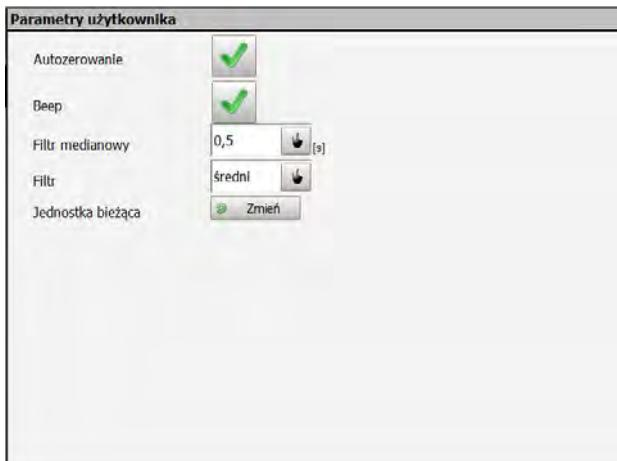 Parametry użytkownika
Autozerowanie
Beep
Filtr medianowy 0,5 [s]
Filtr średni
Jednostka bieżąca Zmień